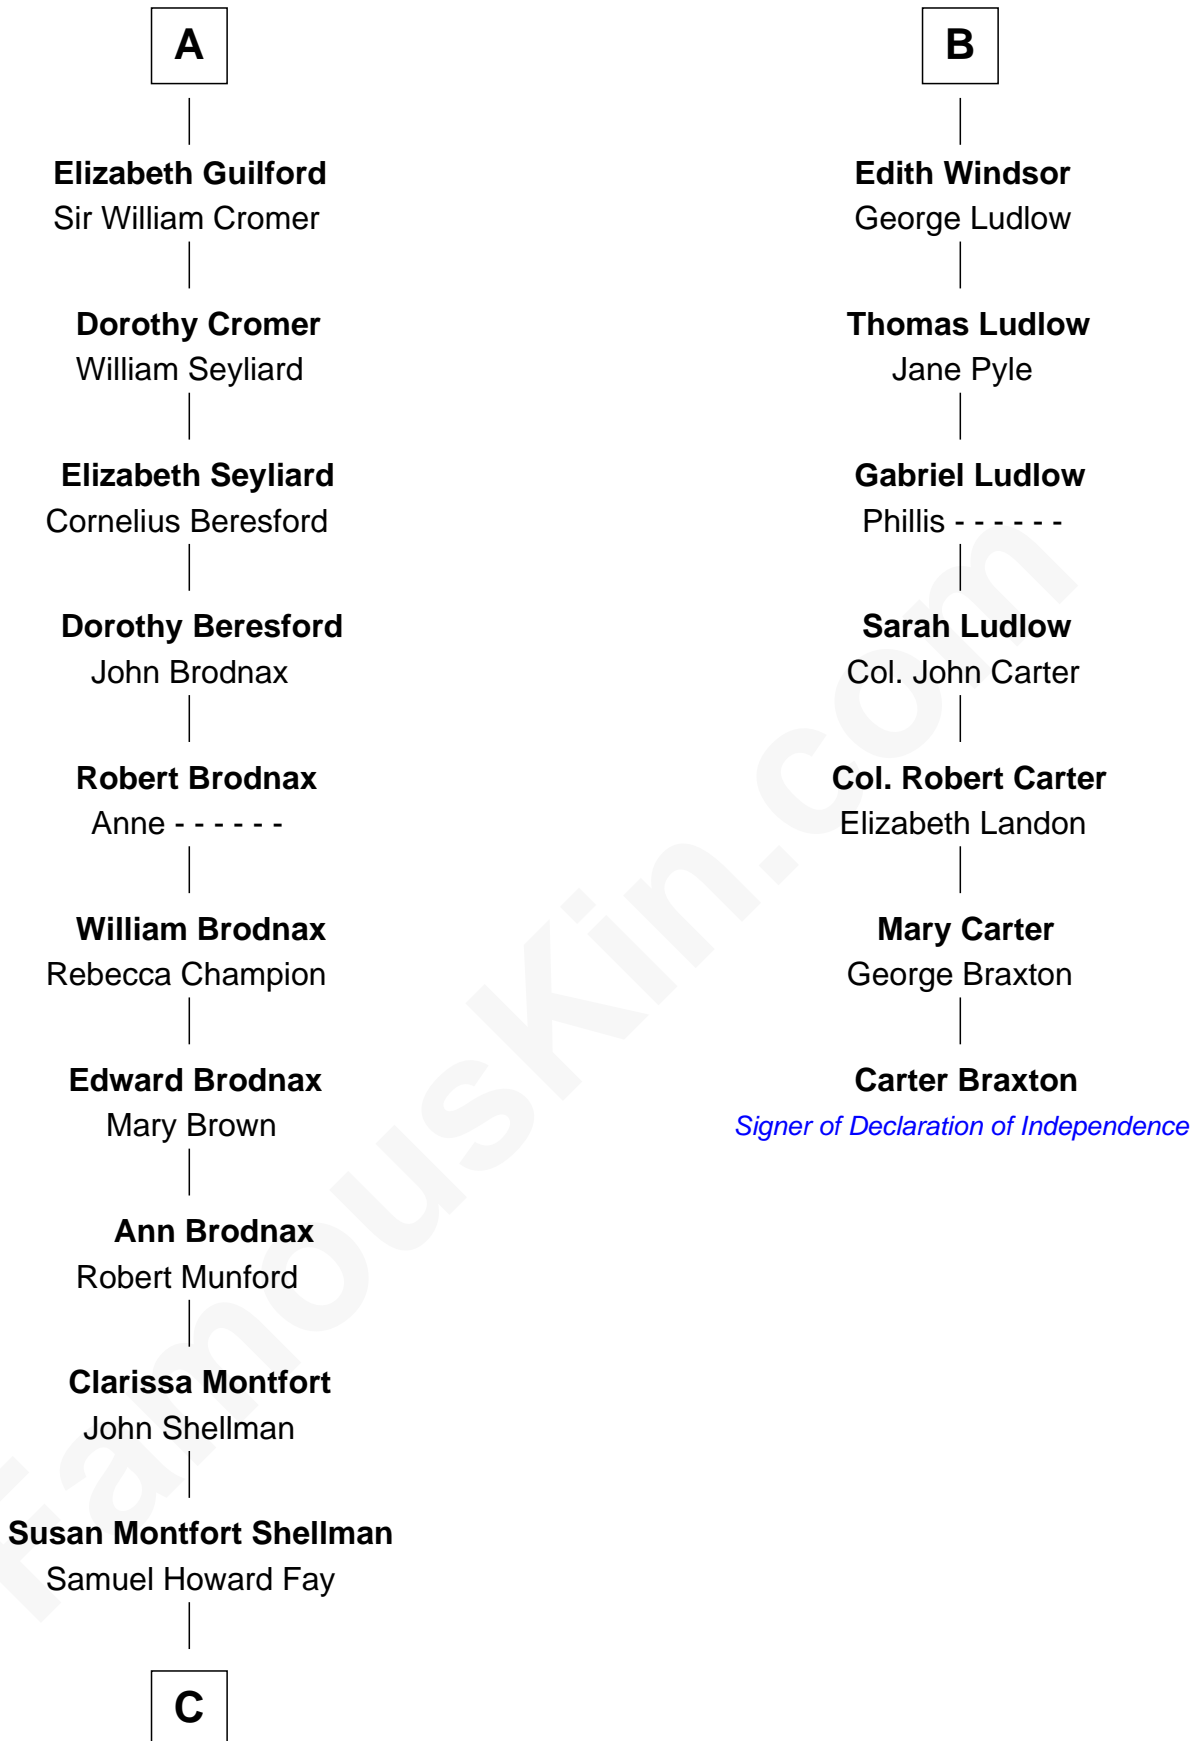 A
Elizabeth Guilford
Sir William Cromer
Dorothy Cromer
William Seyliard
Elizabeth Seyliard
Cornelius Beresford
Dorothy Beresford
John Brodnax
Robert Brodnax
Anne - - - - - -
William Brodnax
Rebecca Champion
Edward Brodnax
Mary Brown
Ann Brodnax
Robert Munford
Clarissa Montfort
John Shellman
Susan Montfort Shellman
Samuel Howard Fay
C
B
Edith Windsor
George Ludlow
Thomas Ludlow
Jane Pyle
Gabriel Ludlow
Phillis - - - - - -
Sarah Ludlow
Col. John Carter
Col. Robert Carter
Elizabeth Landon
Mary Carter
George Braxton
Carter Braxton
Signer of Declaration of Independence
FamousKin.com